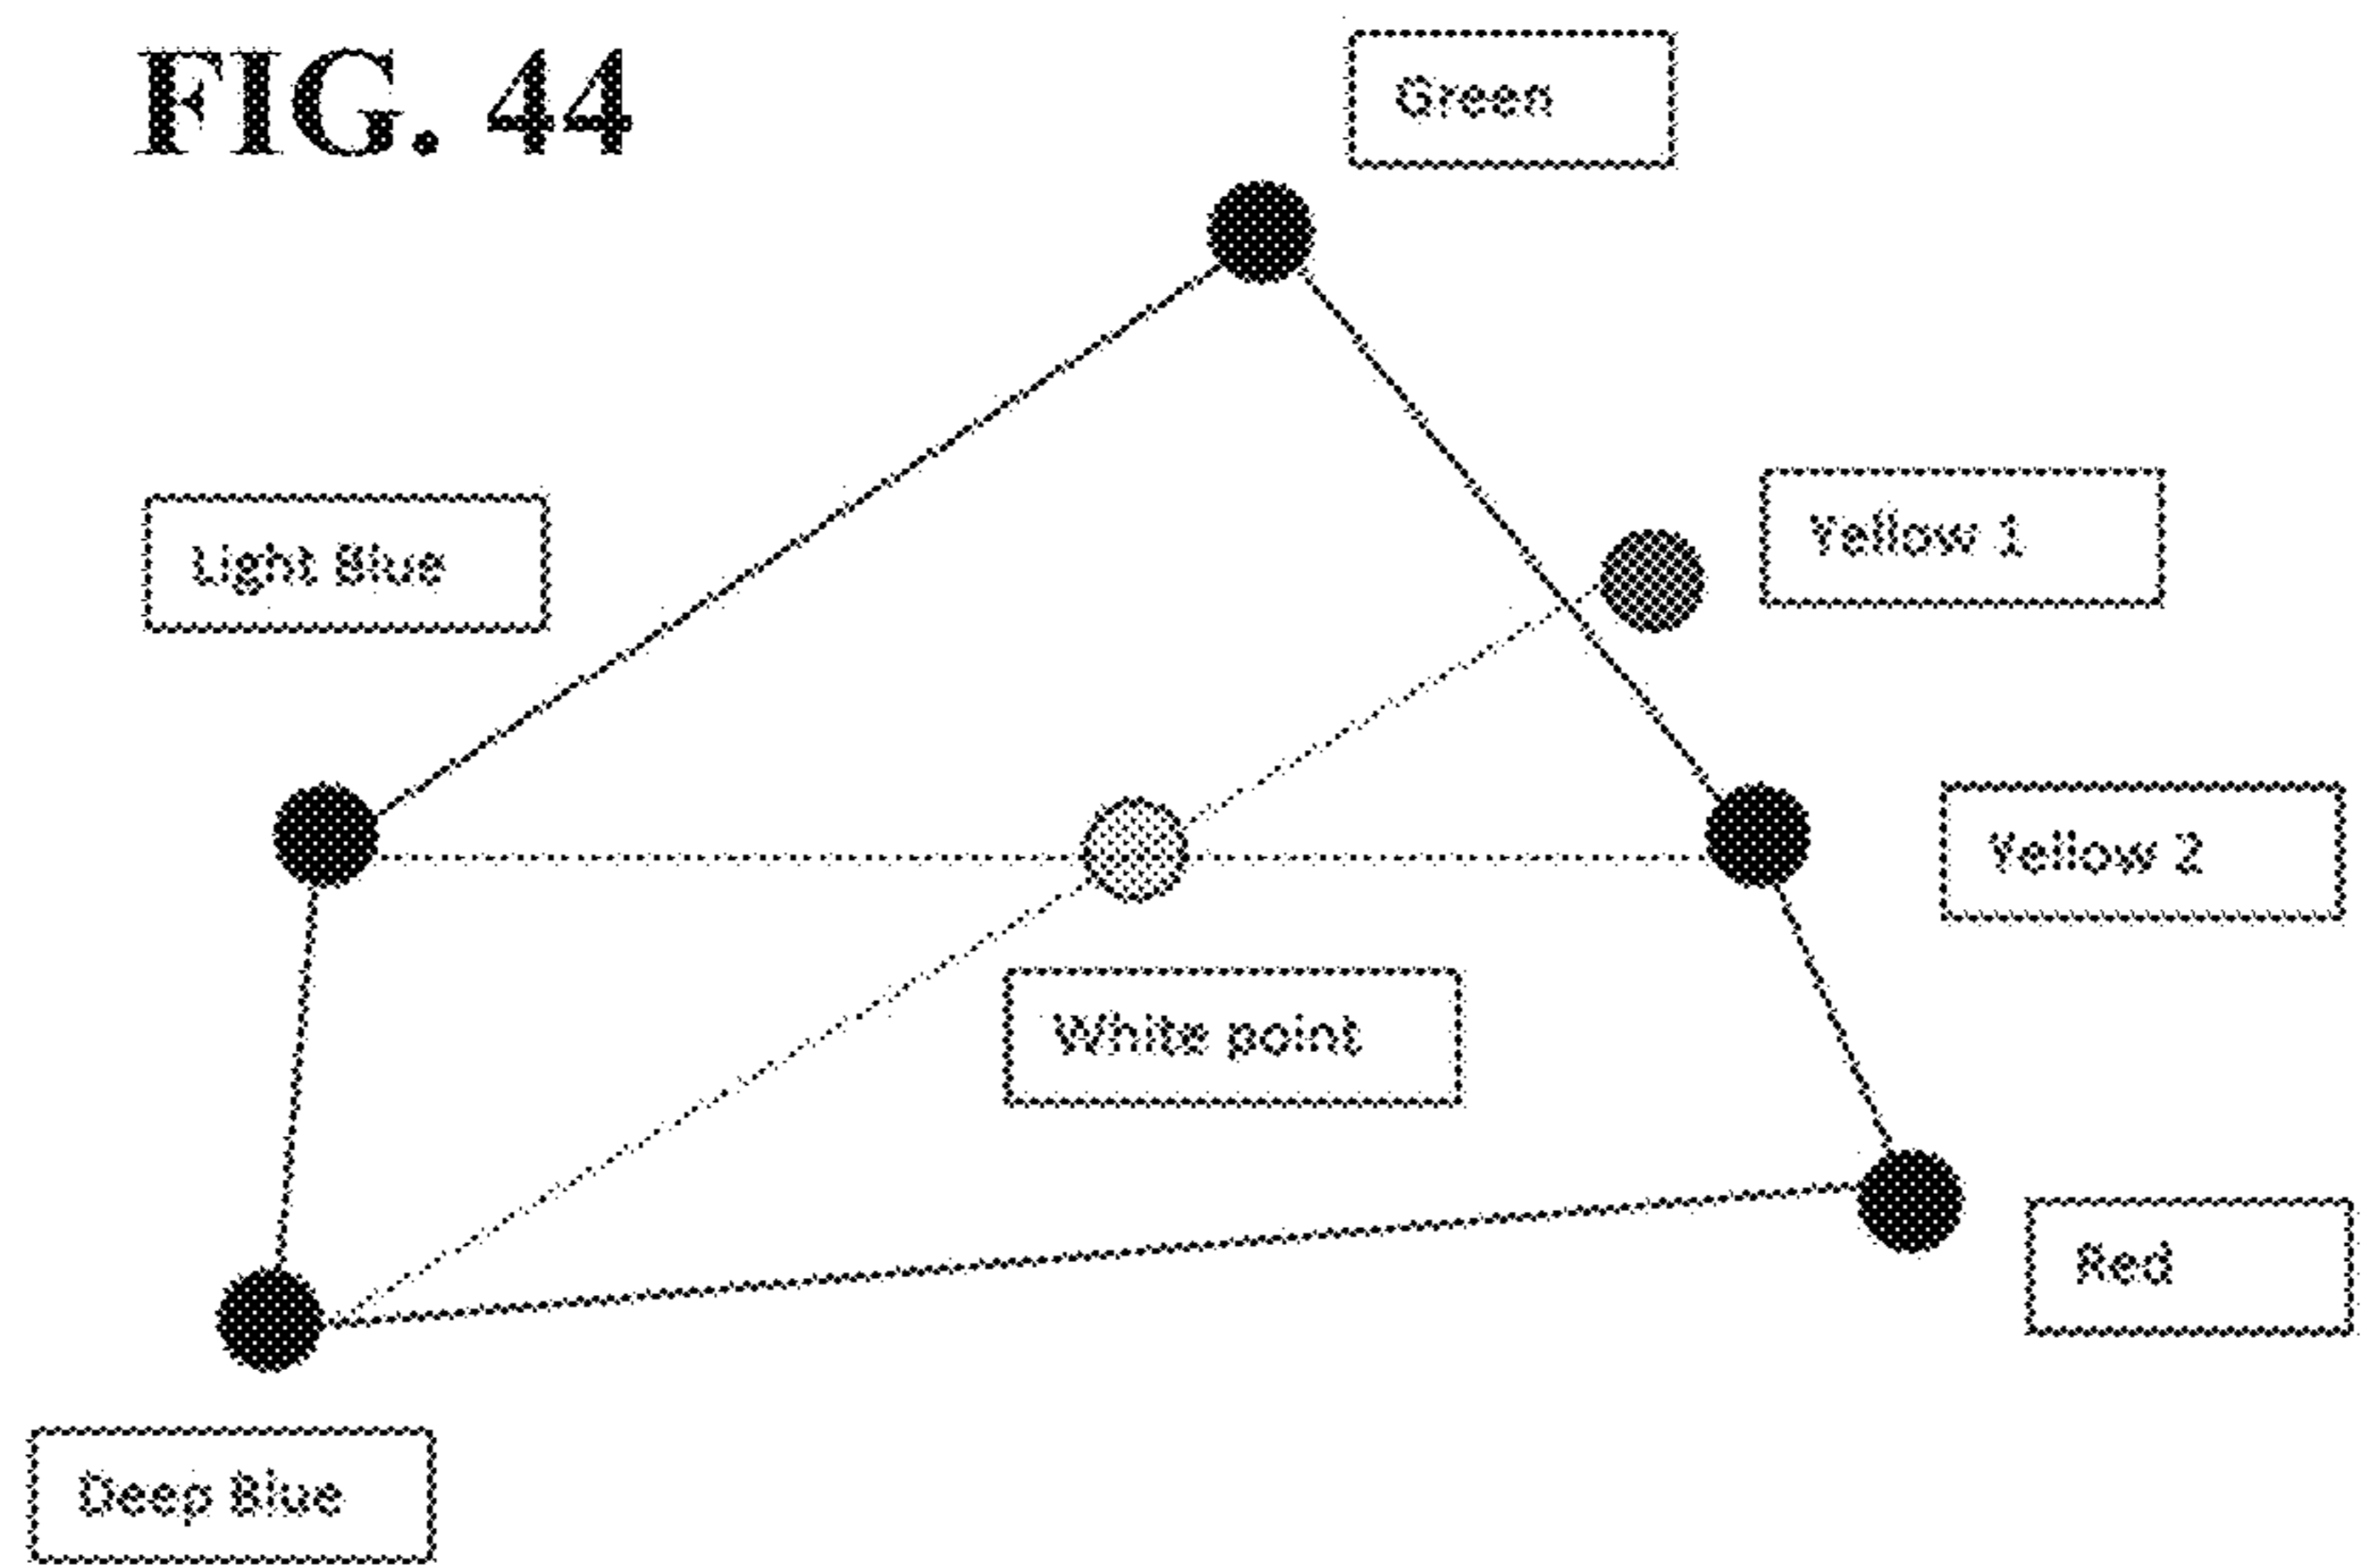 FIG. 44
Green
Yellow 1
Light Blue
Yellow 2
White point
Red
Deep Blue